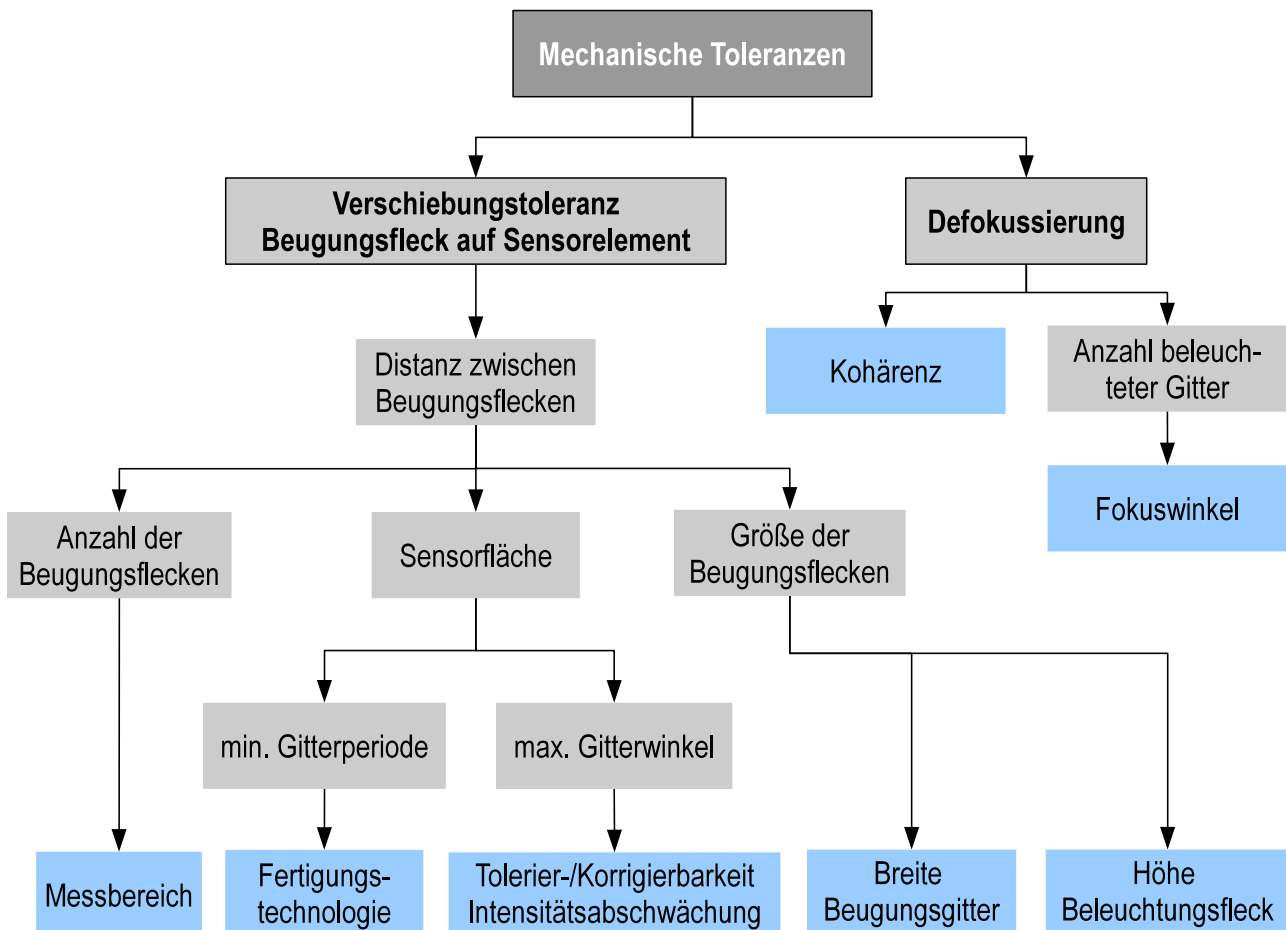 Mechanische Toleranzen
Verschiebungstoleranz
Beugungsfleck auf Sensorelement
Defokussierung
Distanz zwischen
Beugungsflecken
Kohärenz
Anzahl beleuch-
teter Gitter
Fokuswinkel
Anzahl der
Beugungsflecken
Sensorfläche
Größe der
Beugungsflecken
min. Gitterperiode
max. Gitterwinkel
Messbereich
Fertigungs-
technologie
Tolerier-/Korrigierbarkeit
Intensitätsabschwächung
Breite
Beugungsgitter
Höhe
Beleuchtungsfleck